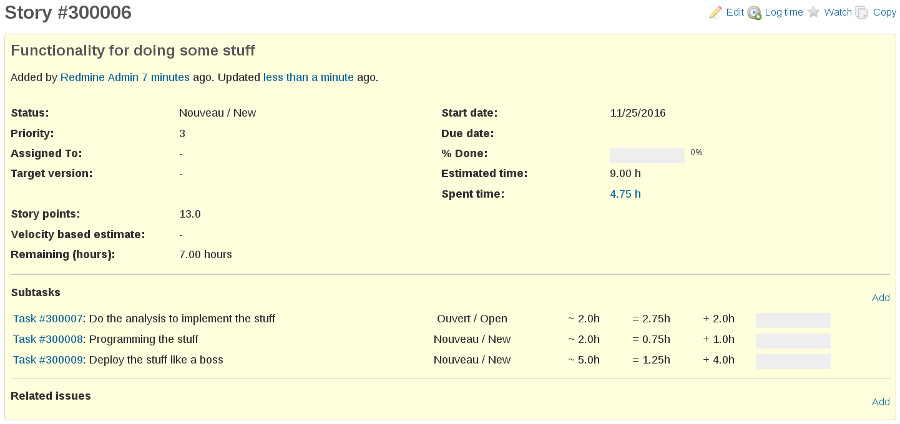 Story #300006
Edit Log time Watch Copy
Functionality for doing some stuff
Added by Redmine Admin 7 minutes ago. Updated less than a minute ago.
Status: Nouveau / New Start date: 11/25/2016
Priority: 3 Due date:
Assigned To: - % Done: 0%
Target version: - Estimated time: 9.00 h
Spent time: 4.75 h
Story points: 13.0
Velocity based estimate: -
Remaining (hours): 7.00 hours
Subtasks
Add
Task #300007: Do the analysis to implement the stuff Ouvert / Open ~ 2.0h = 2.75h + 2.0h
Task #300008: Programming the stuff Nouveau / New ~ 2.0h = 0.75h + 1.0h
Task #300009: Deploy the stuff like a boss Nouveau / New ~ 5.0h = 1.25h + 4.0h
Related issues
Add